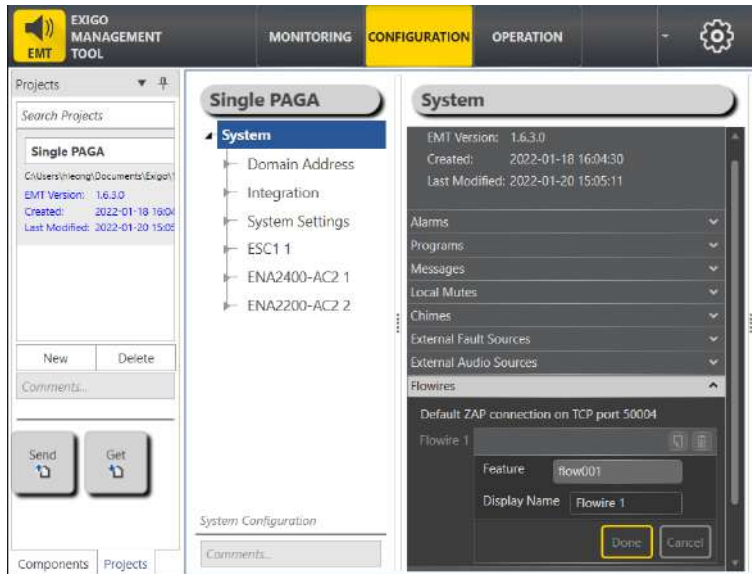 EXIGO
MANAGEMENT
TOOL
EMT
MONITORING
CONFIGURATION
OPERATION
Projects
Search Projects
Single PAGA
EMT Version: 1.6.3.0
Created: 2022-01-18 16:04
Last Modified: 2022-01-20 15:05
New
Delete
Comments...
Send
Get
Components
Projects
Single PAGA
System
Domain Address
Integration
System Settings
ESC1 1
ENA2400-AC2 1
ENA2200-AC2 2
System Configuration
Comments...
System
EMT Version: 1.6.3.0
Created: 2022-01-18 16:04:30
Last Modified: 2022-01-20 15:05:11
Alarms
Programs
Messages
Local Mutes
Chimes
External Fault Sources
External Audio Sources
Flowires
Default ZAP connection on TCP port 50004
Flowire 1
Feature flow001
Display Name Flowire 1
Done
Cancel